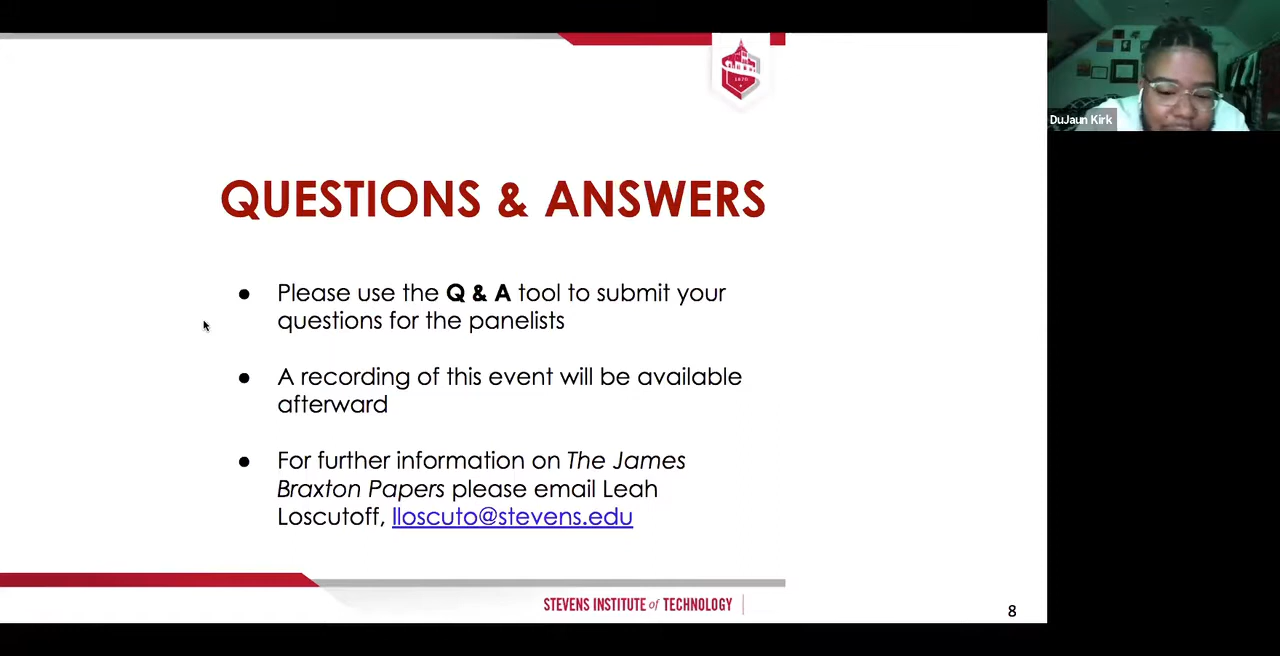 1870
DuJaun Kirk
QUESTIONS & ANSWERS
● Please use the Q & A tool to submit your
questions for the panelists
● A recording of this event will be available
afterward
● For further information on The James
Braxton Papers please email Leah
Loscutoff, lloscuto@stevens.edu
STEVENS INSTITUTE of TECHNOLOGY
8